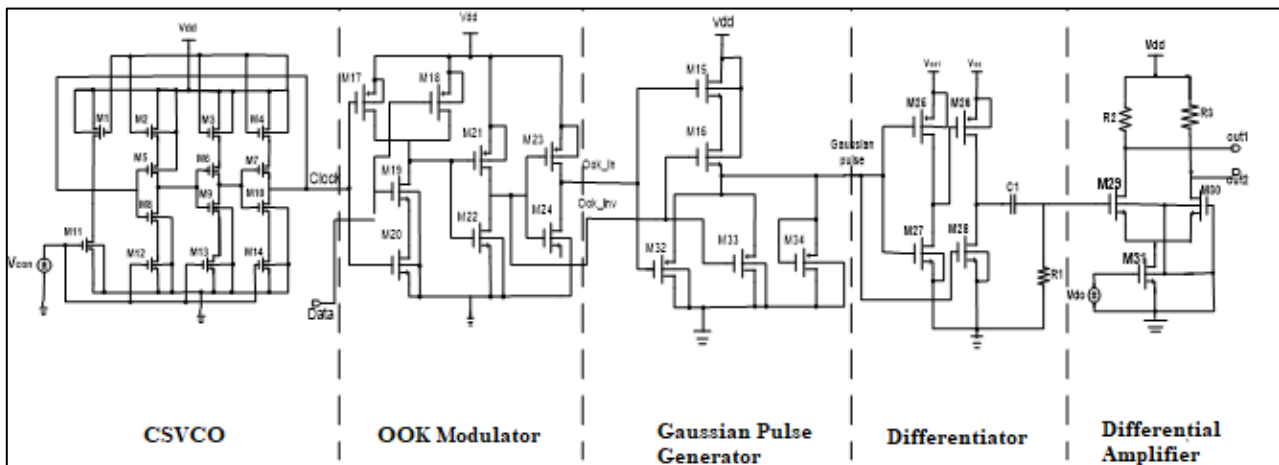 Vdd
M1
M2
M3
M4
M5
M6
M7
M8
M9
M10
M11
M12
M13
M14
Vcon
Clock
Data
Vdd
M17
M18
M19
M20
M21
M22
M23
M24
Ook_In
Ook_Inv
vdd
M15
M16
M32
M33
M34
Gaussian
pulse
M26
M27
M28
C1
R1
Vdd
R2
R3
out1
out2
M29
M30
M31
Vdc
CSVCO
OOK Modulator
Gaussian Pulse
Generator
Differentiator
Differential
Amplifier